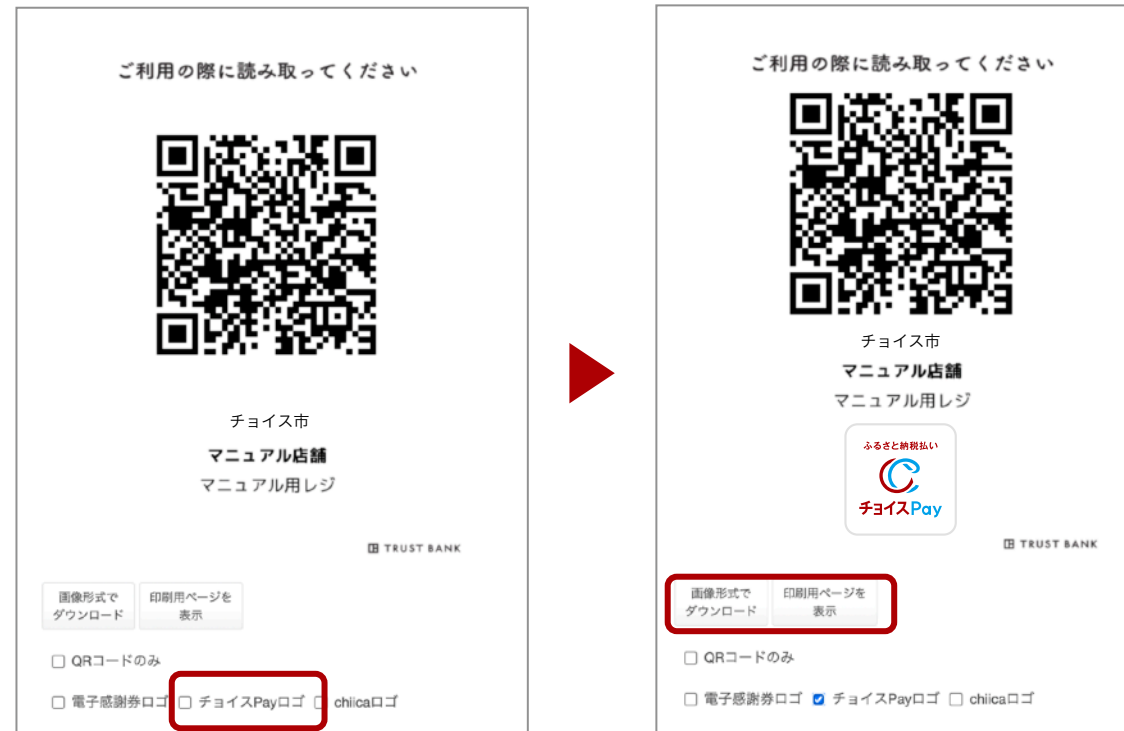 ご利用の際に読み取ってください
チョイス市
マニュアル店舗
マニュアル用レジ
TRUST BANK
画像形式で
ダウンロード
印刷用ページを
表示
QRコードのみ
電子感謝券ロゴ チョイスPayロゴ chiicaロゴ
ご利用の際に読み取ってください
チョイス市
マニュアル店舗
マニュアル用レジ
ふるさと納税払い
チョイスPay
TRUST BANK
画像形式で
ダウンロード
印刷用ページを
表示
QRコードのみ
電子感謝券ロゴ チョイスPayロゴ chiicaロゴ